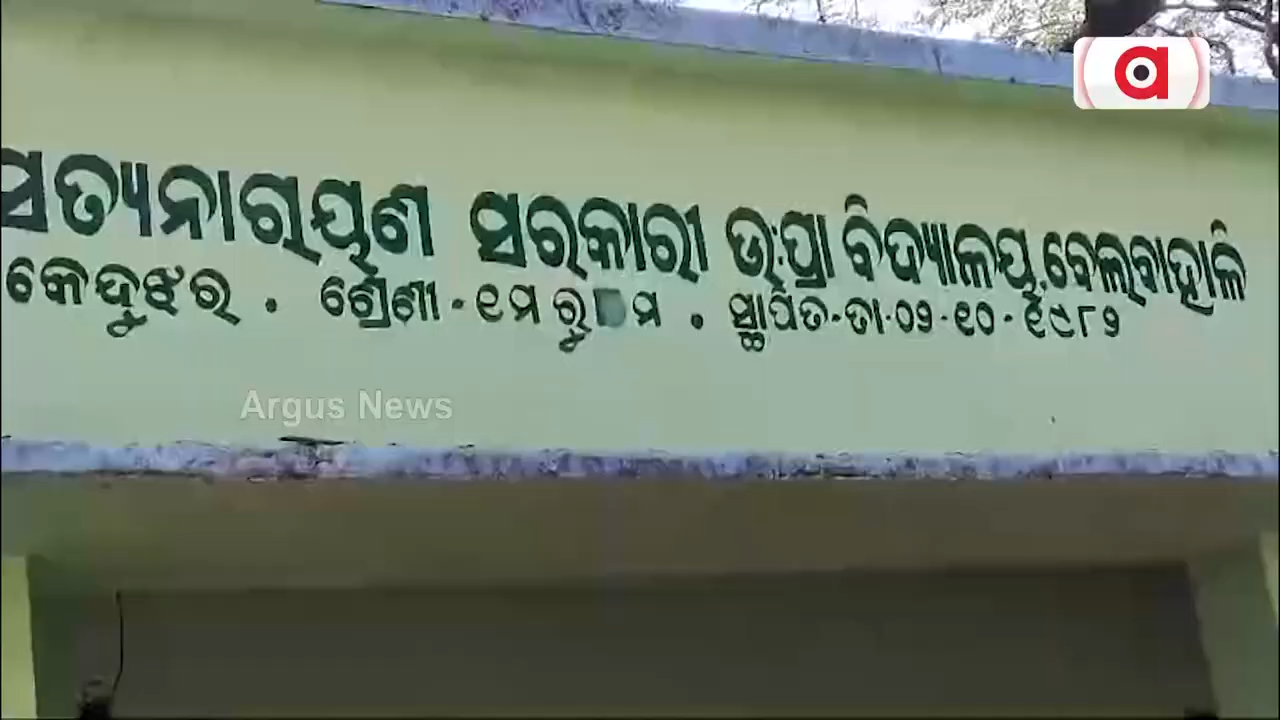 ସତ୍ୟନାରାୟଣ ସରକାରୀ ଉ:ପ୍ରା ବିଦ୍ୟାଳୟ,ବେଲବାହାଳି
କେନ୍ଦୁଝର . ଶ୍ରେଣୀ - ୧ମ ରୁ ମ . ସ୍ଥାପିତ-ତା-୦୨-୧୦-୧୯୮୨
Argus News